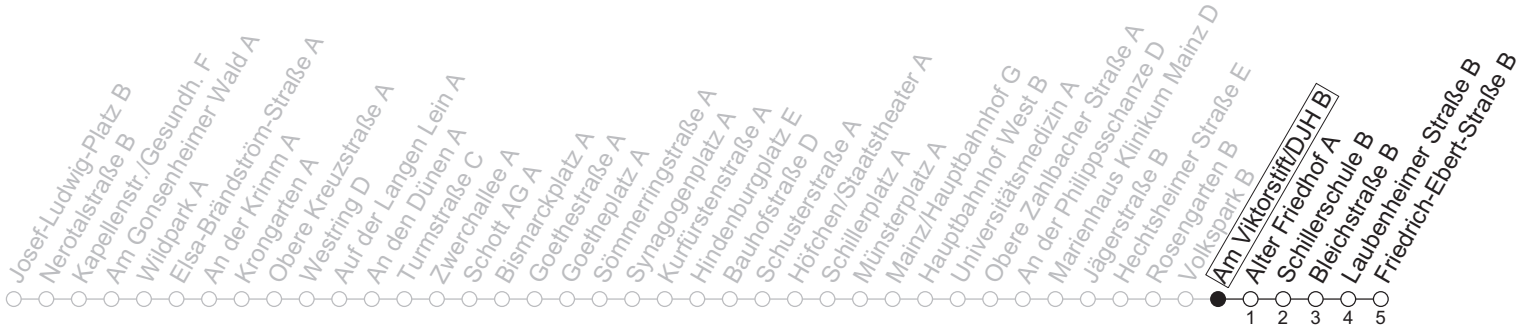 Josef-Ludwig-Platz B
Nerotalstraße B
Kapellenstr./Gesundh. F
Am Gonsenheimer Wald A
Wildpark A
Elsa-Brändström-Straße A
An der Krimm A
Krongarten A
Obere Kreuzstraße A
Westring D
Auf der Langen Lein A
An den Dünen A
Turmstraße C
Zwerchallee A
Schott AG A
Bismarckplatz A
Goethestraße A
Goetheplatz A
Sömmerringstraße A
Synagogenplatz A
Kurfürstenstraße A
Hindenburgplatz E
Bauhofstraße D
Schusterstraße A
Höfchen/Staatstheater A
Schillerplatz A
Münsterplatz A
Mainz/Hauptbahnhof G
Hauptbahnhof West B
Universitätsmedizin A
Obere Zahlbacher Straße A
An der Philippsschanze D
Marienhaus Klinikum Mainz D
Jägerstraße B
Hechtsheimer Straße E
Rosengarten B
Volkspark B
Am Viktorstift/DJH B
Alter Friedhof A
Schillerschule B
Bleichstraße B
Laubenheimer Straße B
Friedrich-Ebert-Straße B
1 2 3 4 5